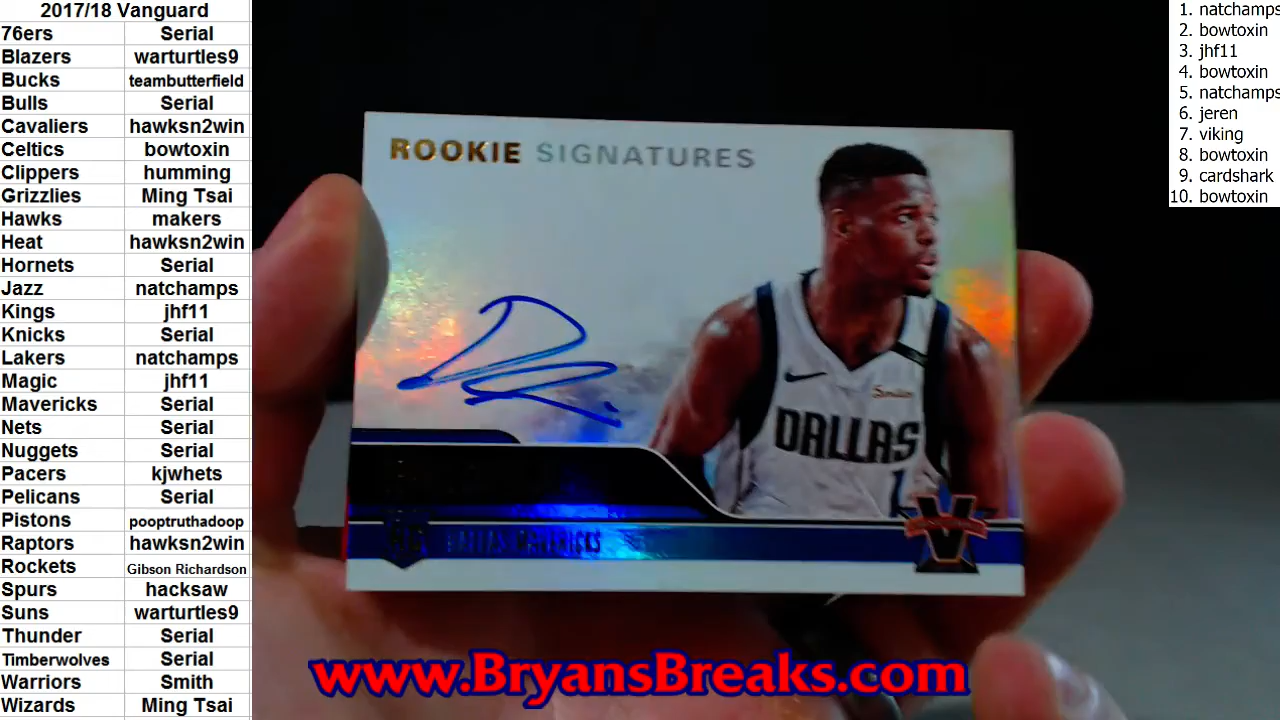 2017/18 Vanguard
76ers Serial
Blazers warturtles9
Bucks teambutterfield
Bulls Serial
Cavaliers hawksn2win
Celtics bowtoxin
Clippers humming
Grizzlies Ming Tsai
Hawks makers
Heat hawksn2win
Hornets Serial
Jazz natchamps
Kings jhf11
Knicks Serial
Lakers natchamps
Magic jhf11
Mavericks Serial
Nets Serial
Nuggets Serial
Pacers kjwhets
Pelicans Serial
Pistons pooptruthadoop
Raptors hawksn2win
Rockets Gibson Richardson
Spurs hacksaw
Suns warturtles9
Thunder Serial
Timberwolves Serial
Warriors Smith
Wizards Ming Tsai
ROOKIE SIGNATURES
DALLAS
DALLAS MAVERICKS
V
www.BryansBreaks.com
1. natchamps
2. bowtoxin
3. jhf11
4. bowtoxin
5. natchamps
6. jeren
7. viking
8. bowtoxin
9. cardshark
10. bowtoxin